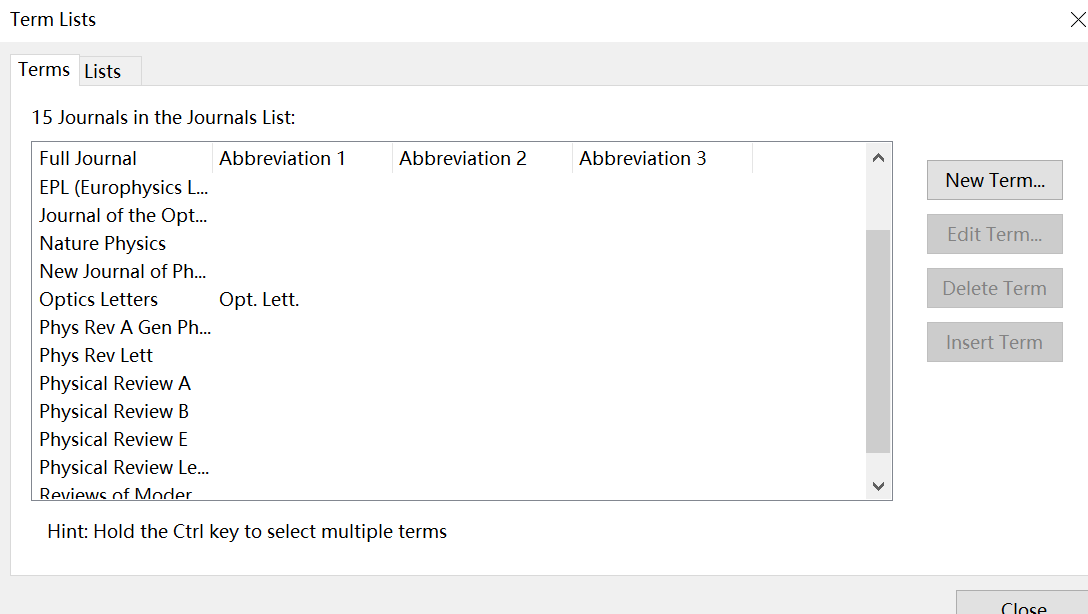 Term Lists
Terms Lists
15 Journals in the Journals List:
Full Journal Abbreviation 1 Abbreviation 2 Abbreviation 3
EPL (Europhysics L...
Journal of the Opt...
Nature Physics
New Journal of Ph...
Optics Letters Opt. Lett.
Phys Rev A Gen Ph...
Phys Rev Lett
Physical Review A
Physical Review B
Physical Review E
Physical Review Le...
Reviews of Moder
New Term...
Edit Term...
Delete Term
Insert Term
Hint: Hold the Ctrl key to select multiple terms
Close